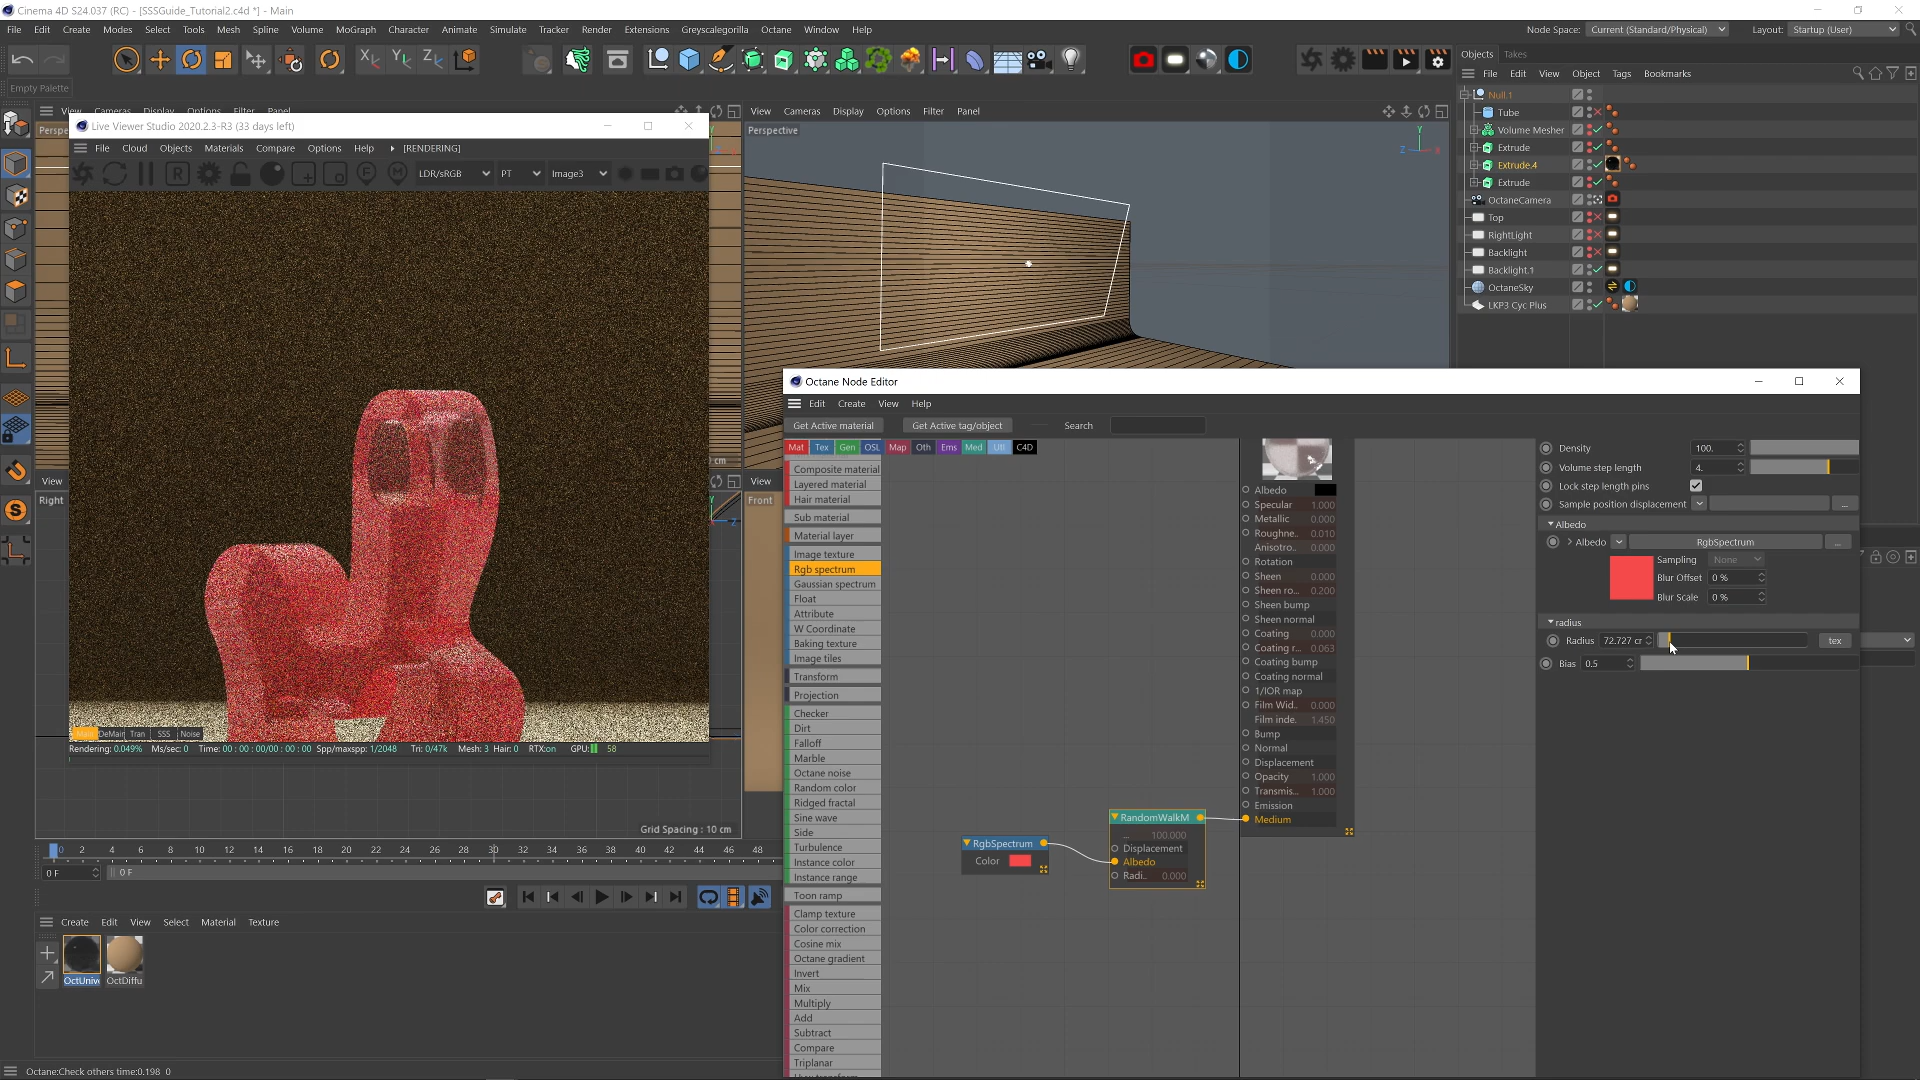 Cinema 4D S24.037 (RC) - [SSSGuide_Tutorial2.c4d *] - Main
File Edit Create Modes Select Tools Mesh Spline Volume MoGraph Character Animate Simulate Tracker Render Extensions Greyscalegorilla Octane Window Help
Node Space: Current (Standard/Physical) Layout: Startup (User)
Objects Takes
File Edit View Object Tags Bookmarks
Empty Palette
View Cameras Display Options Filter Panel
View Cameras Display Options Filter Panel
Perspective
Live Viewer Studio 2020.2.3-R3 (33 days left)
File Cloud Objects Materials Compare Options Help [RENDERING]
LDR/sRGB PT Image3
Null.1
Tube
Volume Mesher
Extrude
Extrude.4
Extrude
OctaneCamera
Top
RightLight
Backlight
Backlight.1
OctaneSky
LKP3 Cyc Plus
View
Right
View
Front
Main DeMain Tran SSS Noise
Rendering: 0.049% Ms/sec: 0 Time: 00 : 00 : 00/00 : 00 : 00 Spp/maxspp: 1/2048 Tri: 0/47k Mesh: 3 Hair: 0 RTX:on GPU: 58
Grid Spacing : 10 cm
0 2 4 6 8 10 12 14 16 18 20 22 24 26 28 30 32 34 36 38 40 42 44 46 48
0 F 0 F
Create Edit View Select Material Texture
OctUnive OctDiffu
Octane:Check others time:0.198 0
Octane Node Editor
Edit Create View Help
Get Active material Get Active tag/object Search
Mat Tex Gen OSL Map Oth Ems Med Utl C4D
Composite material
Layered material
Hair material
Sub material
Material layer
Image texture
Rgb spectrum
Gaussian spectrum
Float
Attribute
W Coordinate
Baking texture
Image tiles
Transform
Projection
Checker
Dirt
Falloff
Marble
Octane noise
Random color
Ridged fractal
Sine wave
Side
Turbulence
Instance color
Instance range
Toon ramp
Clamp texture
Color correction
Cosine mix
Octane gradient
Invert
Mix
Multiply
Add
Subtract
Compare
Triplanar
Albedo
Specular 1.000
Metallic 0.000
Roughne.. 0.010
Anisotro.. 0.000
Rotation
Sheen 0.000
Sheen ro... 0.200
Sheen bump
Sheen normal
Coating 0.000
Coating r... 0.063
Coating bump
Coating normal
1/IOR map
Film Wid.. 0.000
Film inde. 1.450
Bump
Normal
Displacement
Opacity 1.000
Transmis... 1.000
Emission
Medium
RgbSpectrum
Color
RandomWalkM
... 100.000
Displacement
Albedo
Radi.. 0.000
Density 100.
Volume step length 4.
Lock step length pins
Sample position displacement ...
Albedo
Albedo RgbSpectrum ...
Sampling None
Blur Offset 0 %
Blur Scale 0 %
radius
Radius 72.727 cr tex
Bias 0.5